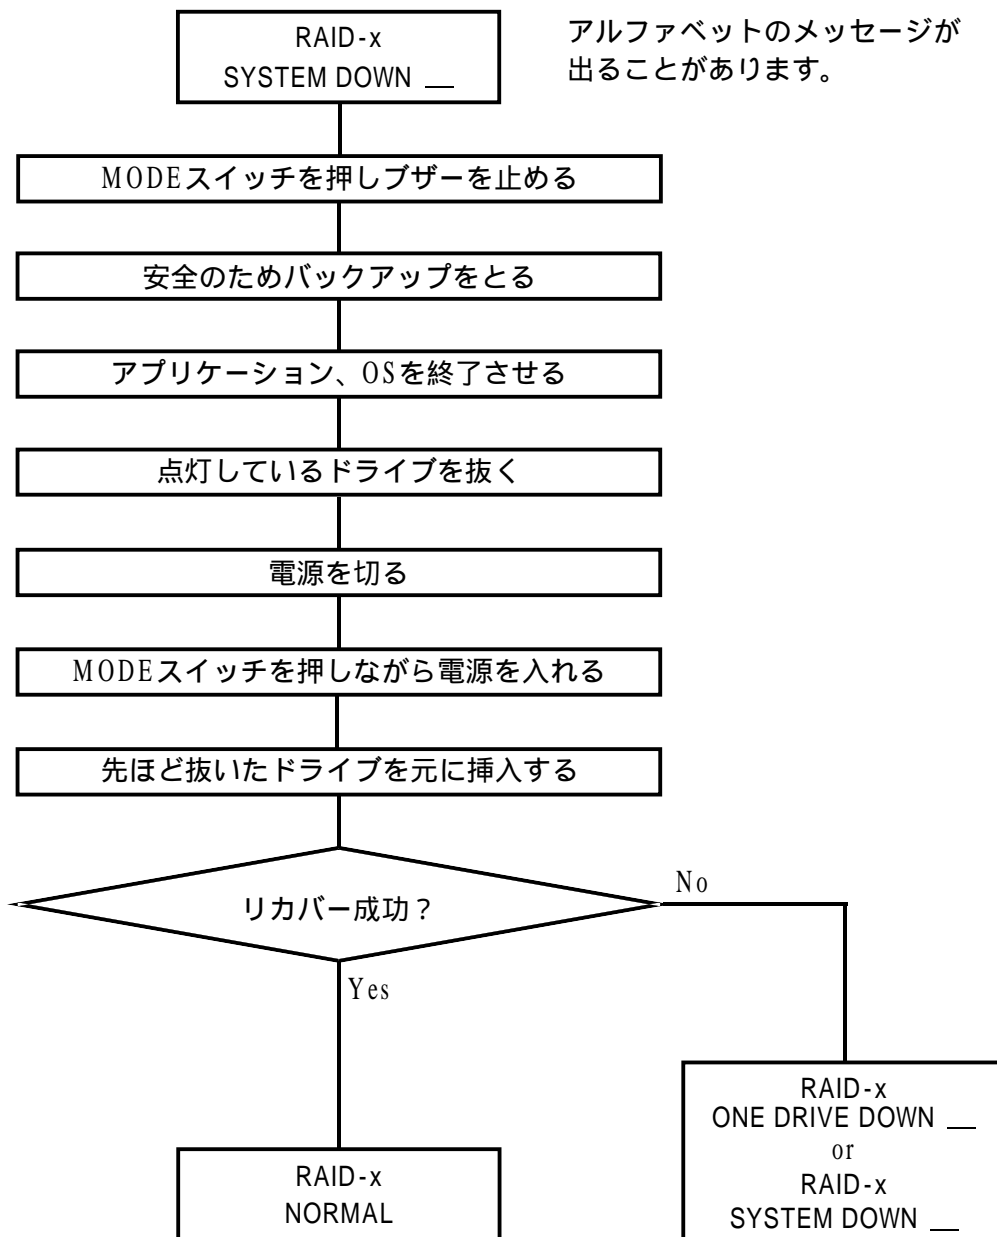 RAID-x
SYSTEM DOWN __
アルファベットのメッセージが
出ることがあります。
MODEスイッチを押しブザーを止める
安全のためバックアップをとる
アプリケーション、OSを終了させる
点灯しているドライブを抜く
電源を切る
MODEスイッチを押しながら電源を入れる
先ほど抜いたドライブを元に挿入する
リカバー成功？
No
Yes
RAID-x
ONE DRIVE DOWN __
or
RAID-x
SYSTEM DOWN __
RAID-x
NORMAL